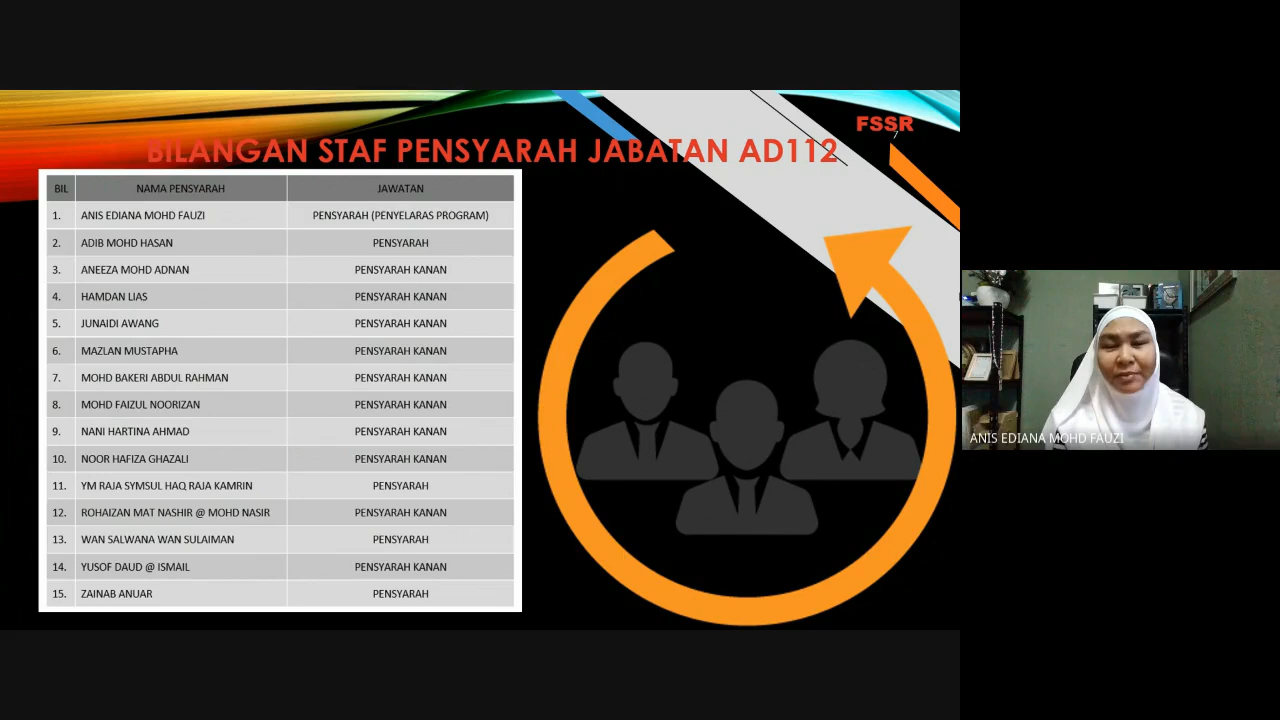 FSSR
BILANGAN STAF PENSYARAH JABATAN AD112
BIL NAMA PENSYARAH JAWATAN
1. ANIS EDIANA MOHD FAUZI PENSYARAH (PENYELARAS PROGRAM)
2. ADIB MOHD HASAN PENSYARAH
3. ANEEZA MOHD ADNAN PENSYARAH KANAN
4. HAMDAN LIAS PENSYARAH KANAN
5. JUNAIDI AWANG PENSYARAH KANAN
6. MAZLAN MUSTAPHA PENSYARAH KANAN
7. MOHD BAKERI ABDUL RAHMAN PENSYARAH KANAN
8. MOHD FAIZUL NOORIZAN PENSYARAH KANAN
9. NANI HARTINA AHMAD PENSYARAH KANAN
10. NOOR HAFIZA GHAZALI PENSYARAH KANAN
11. YM RAJA SYMSUL HAQ RAJA KAMRIN PENSYARAH
12. ROHAIZAN MAT NASHIR @ MOHD NASIR PENSYARAH KANAN
13. WAN SALWANA WAN SULAIMAN PENSYARAH
14. YUSOF DAUD @ ISMAIL PENSYARAH KANAN
15. ZAINAB ANUAR PENSYARAH
ANIS EDIANA MOHD FAUZI